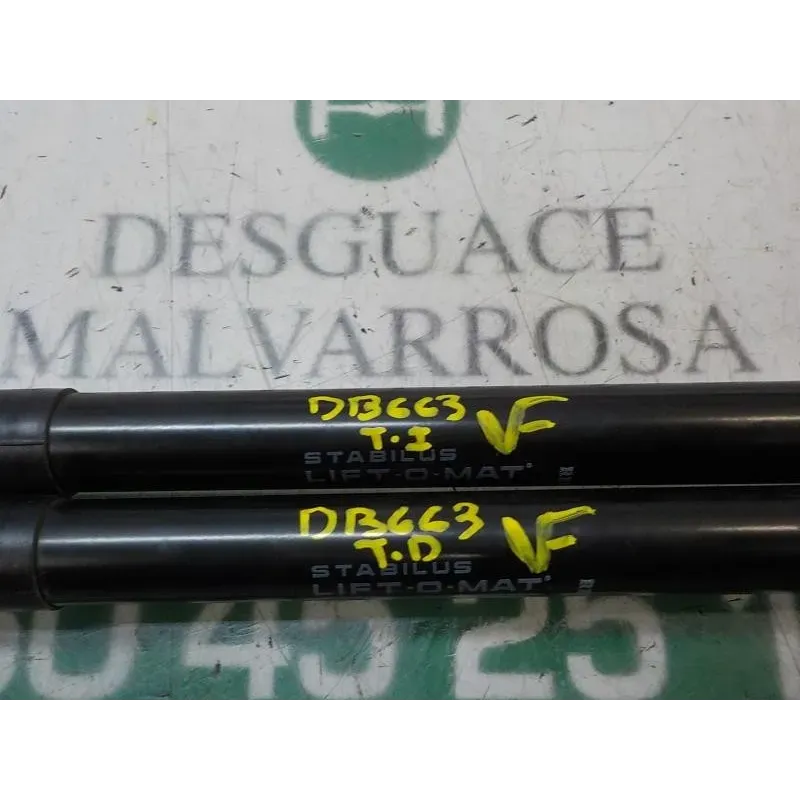 DESGUACE
MALVARROSA
DB663 VF
T.I
STABILUS
LIFT-O-MAT
DB663 VF
T.D
STABILUS
LIFT-O-MAT